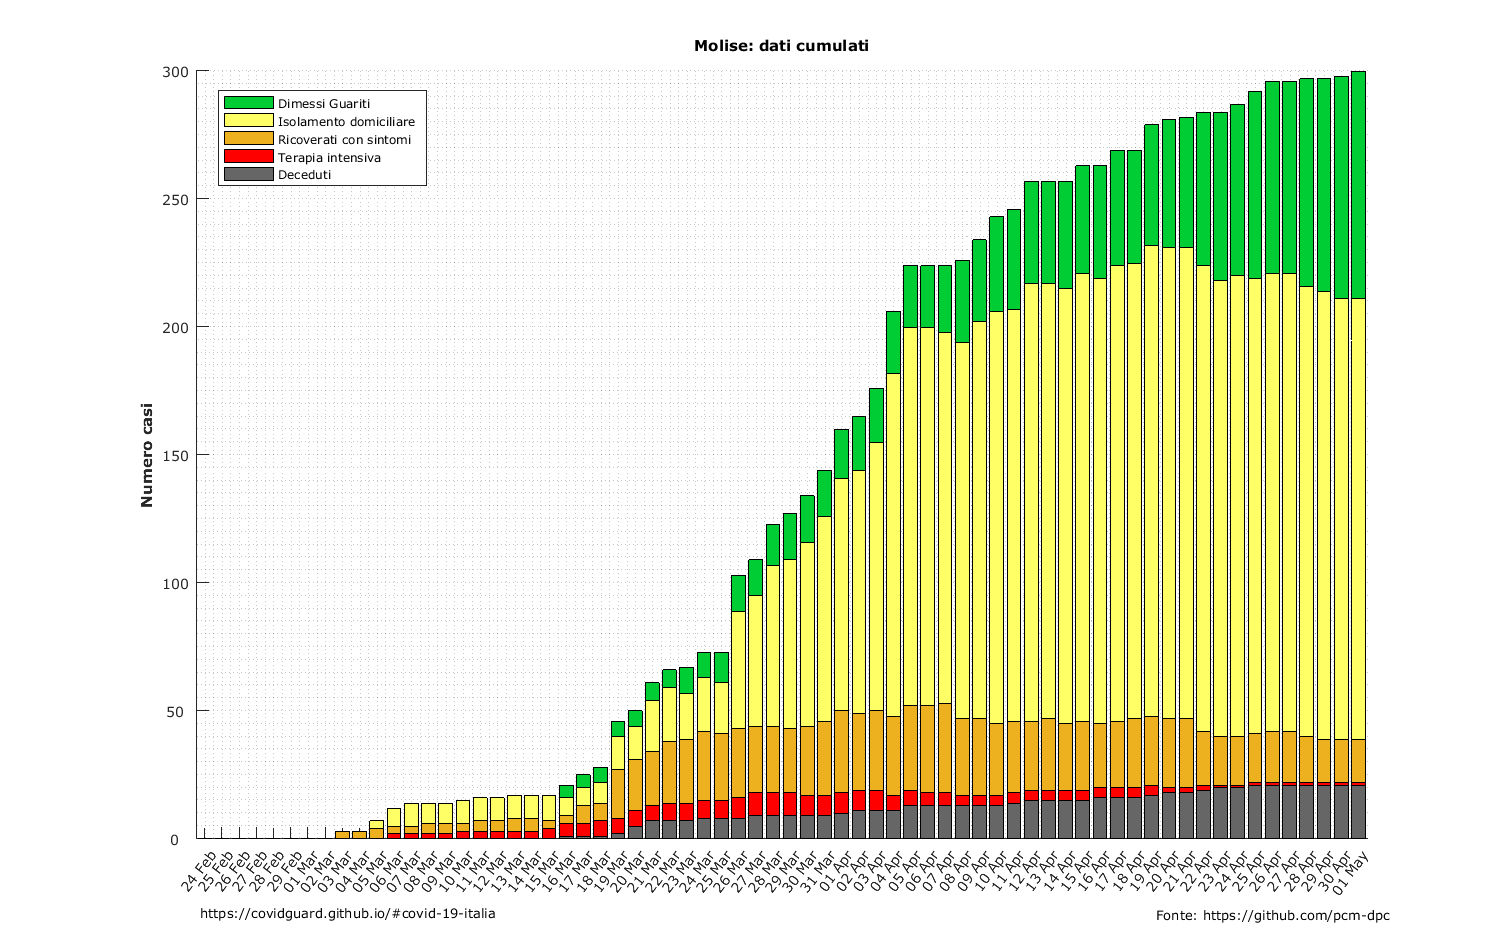 Molise: dati cumulati
300
250
200
150
100
50
0
Numero casi
Dimessi Guariti
Isolamento domiciliare
Ricoverati con sintomi
Terapia intensiva
Deceduti
24 Feb
25 Feb
26 Feb
27 Feb
28 Feb
29 Feb
01 Mar
02 Mar
03 Mar
04 Mar
05 Mar
06 Mar
07 Mar
08 Mar
09 Mar
10 Mar
11 Mar
12 Mar
13 Mar
14 Mar
15 Mar
16 Mar
17 Mar
18 Mar
19 Mar
20 Mar
21 Mar
22 Mar
23 Mar
24 Mar
25 Mar
26 Mar
27 Mar
28 Mar
29 Mar
30 Mar
31 Mar
01 Apr
02 Apr
03 Apr
04 Apr
05 Apr
06 Apr
07 Apr
08 Apr
09 Apr
10 Apr
11 Apr
12 Apr
13 Apr
14 Apr
15 Apr
16 Apr
17 Apr
18 Apr
19 Apr
20 Apr
21 Apr
22 Apr
23 Apr
24 Apr
25 Apr
26 Apr
27 Apr
28 Apr
29 Apr
30 Apr
01 May
https://covidguard.github.io/#covid-19-italia
Fonte: https://github.com/pcm-dpc